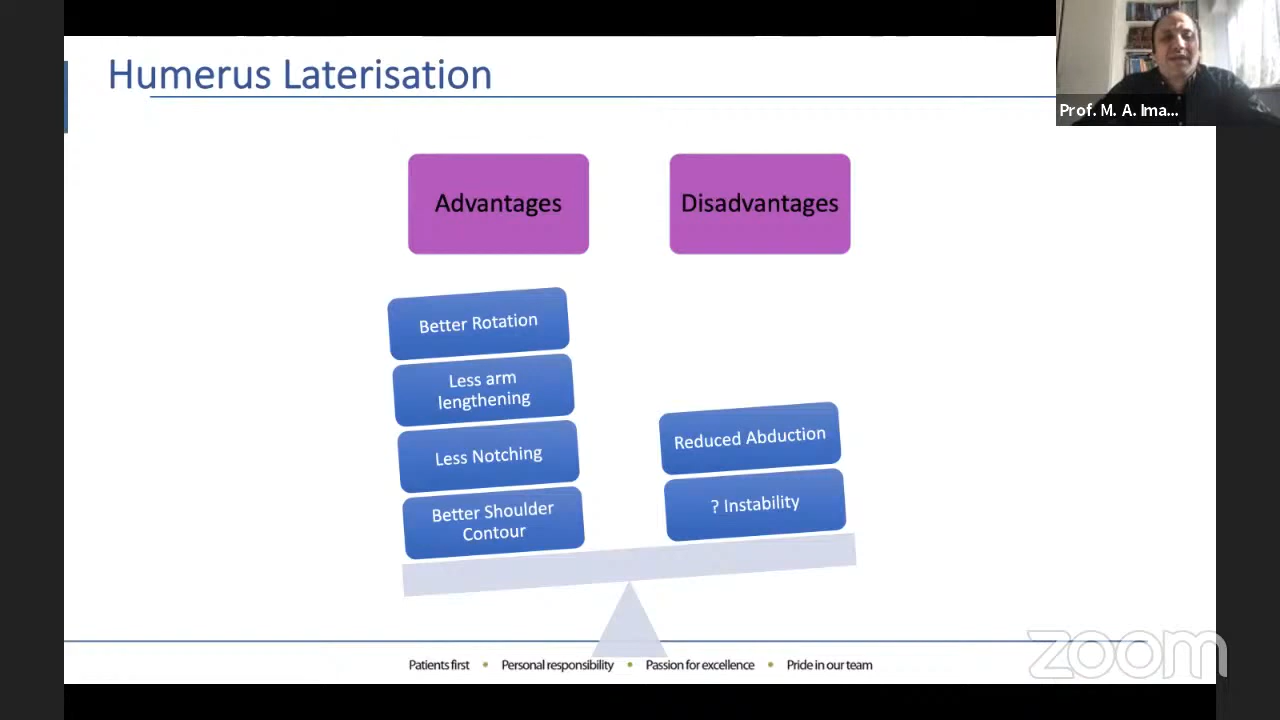 Humerus Laterisation
Prof. M. A. Ima...
Advantages
Disadvantages
Better Rotation
Less arm
lengthening
Less Notching
Better Shoulder
Contour
Reduced Abduction
? Instability
Patients first • Personal responsibility • Passion for excellence • Pride in our team
zoom